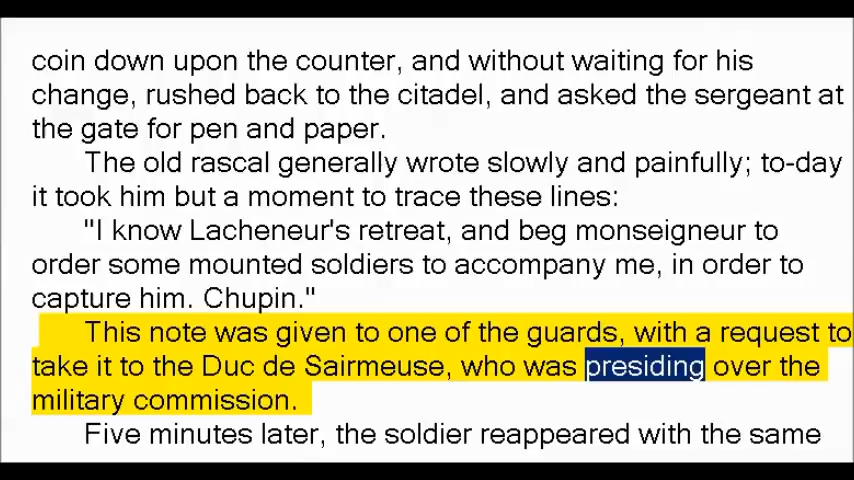 coin down upon the counter, and without waiting for his
change, rushed back to the citadel, and asked the sergeant at
the gate for pen and paper.
The old rascal generally wrote slowly and painfully; to-day
it took him but a moment to trace these lines:
"I know Lacheneur's retreat, and beg monseigneur to
order some mounted soldiers to accompany me, in order to
capture him. Chupin."
This note was given to one of the guards, with a request to
take it to the Duc de Sairmeuse, who was presiding over the
military commission.
Five minutes later, the soldier reappeared with the same